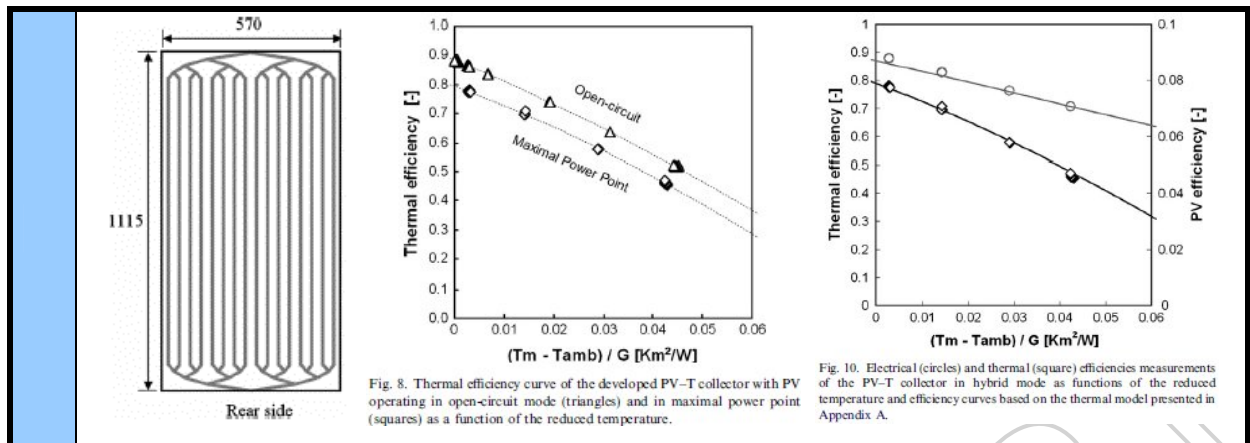 570
1115
Rear side
Thermal efficiency [-]
1.0
0.9
0.8
0.7
0.6
0.5
0.4
0.3
0.2
0.1
0.0
Open-circuit
Maximal Power Point
0 0.01 0.02 0.03 0.04 0.05 0.06
(Tm - Tamb) / G [Km²/W]
Fig. 8. Thermal efficiency curve of the developed PV–T collector with PV
operating in open-circuit mode (triangles) and in maximal power point
(squares) as a function of the reduced temperature.
Thermal efficiency [-]
1
0.9
0.8
0.7
0.6
0.5
0.4
0.3
0.2
0.1
0
0.1
0.08
0.06
0.04
0.02
0
PV efficiency [-]
0 0.01 0.02 0.03 0.04 0.05 0.06
(Tm - Tamb) / G [Km²/W]
Fig. 10. Electrical (circles) and thermal (square) efficiencies measurements
of the PV–T collector in hybrid mode as functions of the reduced
temperature and efficiency curves based on the thermal model presented in
Appendix A.